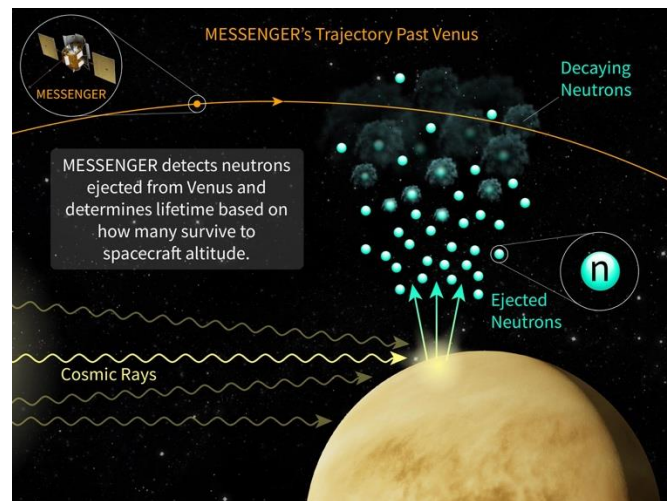 MESSENGER's Trajectory Past Venus
MESSENGER
Decaying
Neutrons
MESSENGER detects neutrons
ejected from Venus and
determines lifetime based on
how many survive to
spacecraft altitude.
n
Ejected
Neutrons
Cosmic Rays